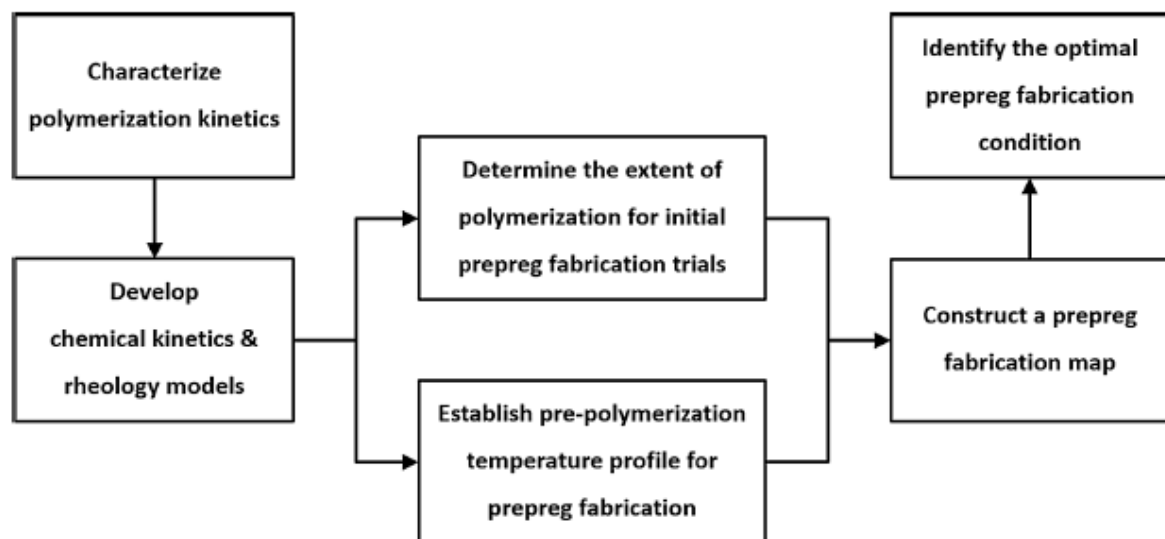 Characterize
polymerization kinetics
Develop
chemical kinetics &
rheology models
Determine the extent of
polymerization for initial
prepreg fabrication trials
Establish pre-polymerization
temperature profile for
prepreg fabrication
Construct a prepreg
fabrication map
Identify the optimal
prepreg fabrication
condition